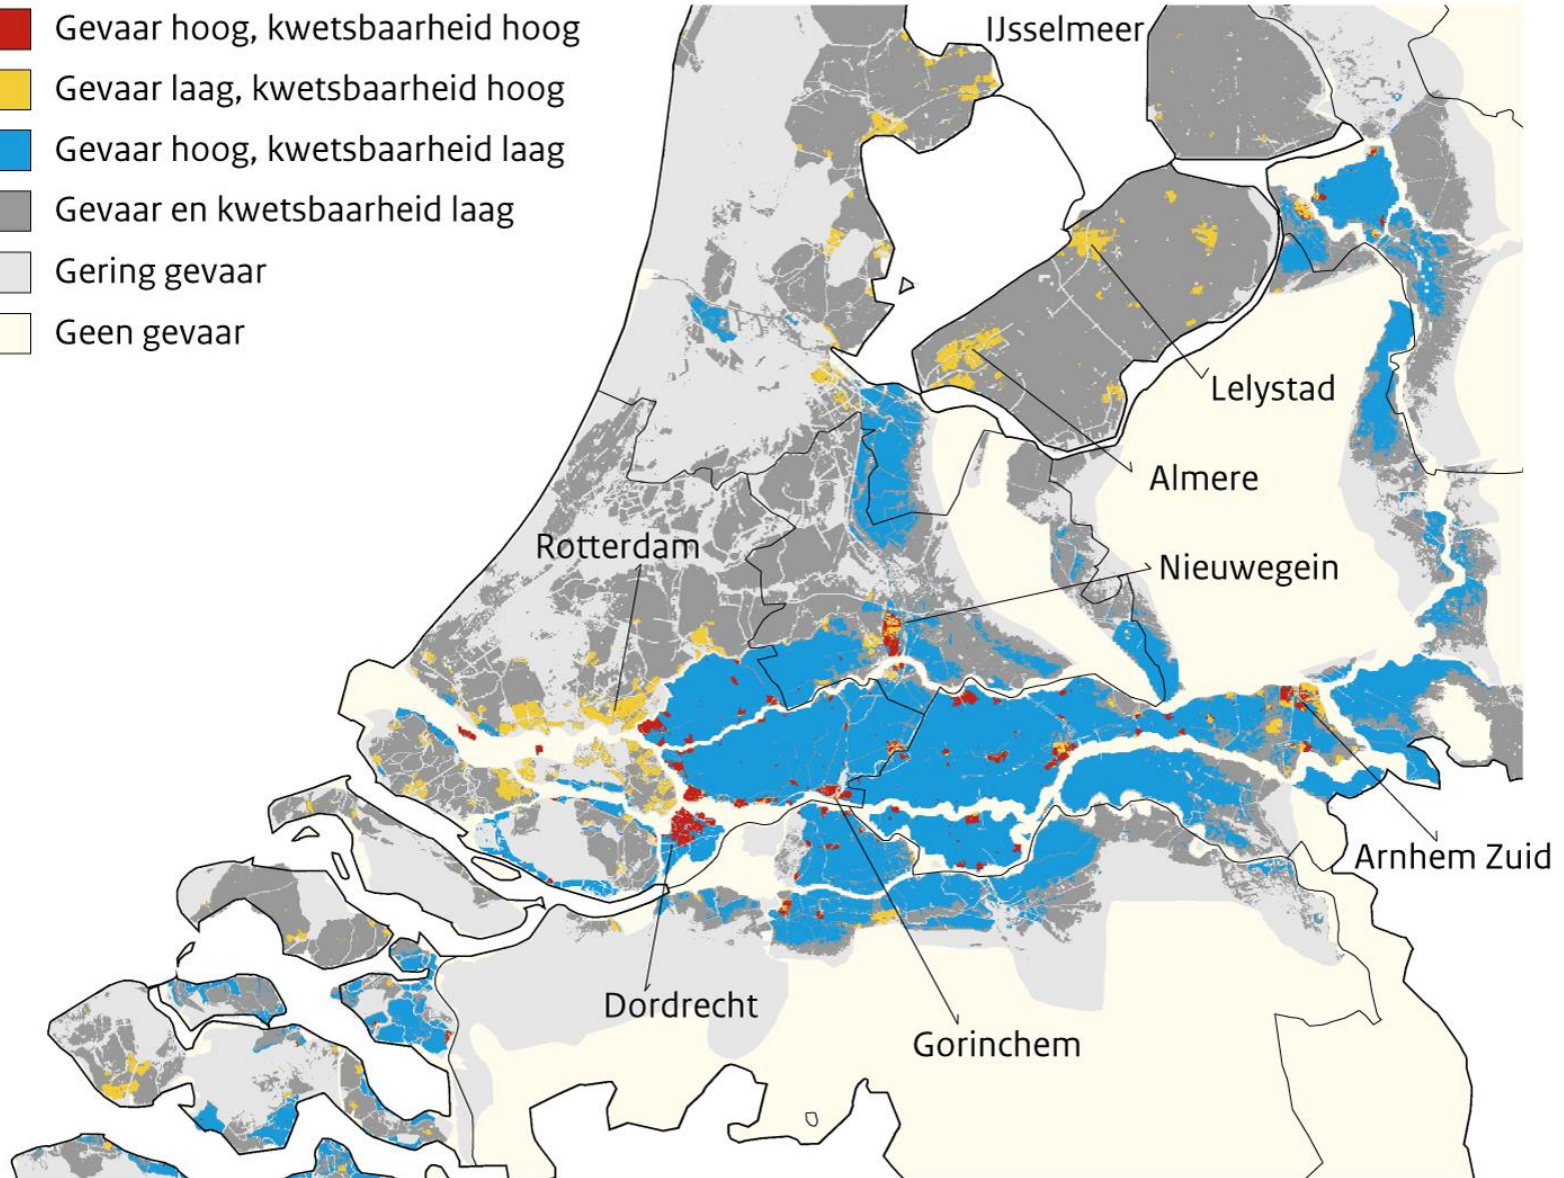 Gevaar hoog, kwetsbaarheid hoog
Gevaar laag, kwetsbaarheid hoog
Gevaar hoog, kwetsbaarheid laag
Gevaar en kwetsbaarheid laag
Gering gevaar
Geen gevaar
IJsselmeer
Lelystad
Almere
Rotterdam
Nieuwegein
Arnhem Zuid
Dordrecht
Gorinchem